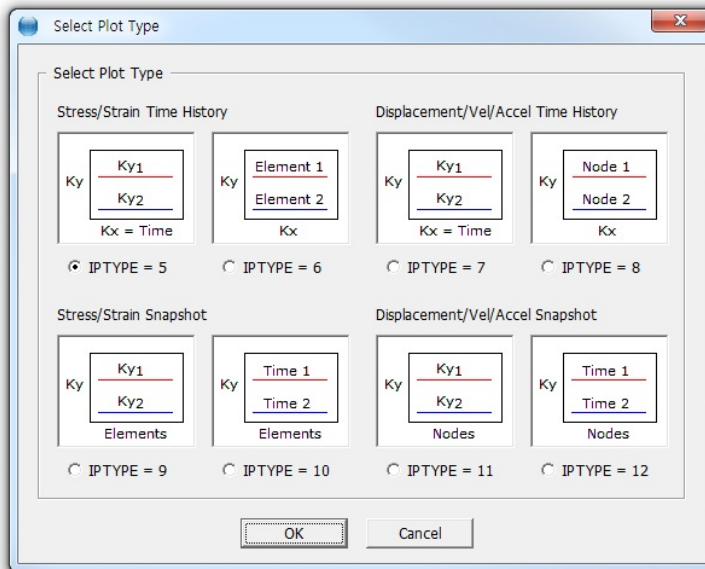 Select Plot Type
Select Plot Type
Stress/Strain Time History
Ky
Ky1
Ky2
Kx = Time
IPTYPE = 5
Ky
Element 1
Element 2
Kx
IPTYPE = 6
Displacement/Vel/Accel Time History
Ky
Ky1
Ky2
Kx = Time
IPTYPE = 7
Ky
Node 1
Node 2
Kx
IPTYPE = 8
Stress/Strain Snapshot
Ky
Ky1
Ky2
Elements
IPTYPE = 9
Ky
Time 1
Time 2
Elements
IPTYPE = 10
Displacement/Vel/Accel Snapshot
Ky
Ky1
Ky2
Nodes
IPTYPE = 11
Ky
Time 1
Time 2
Nodes
IPTYPE = 12
OK
Cancel